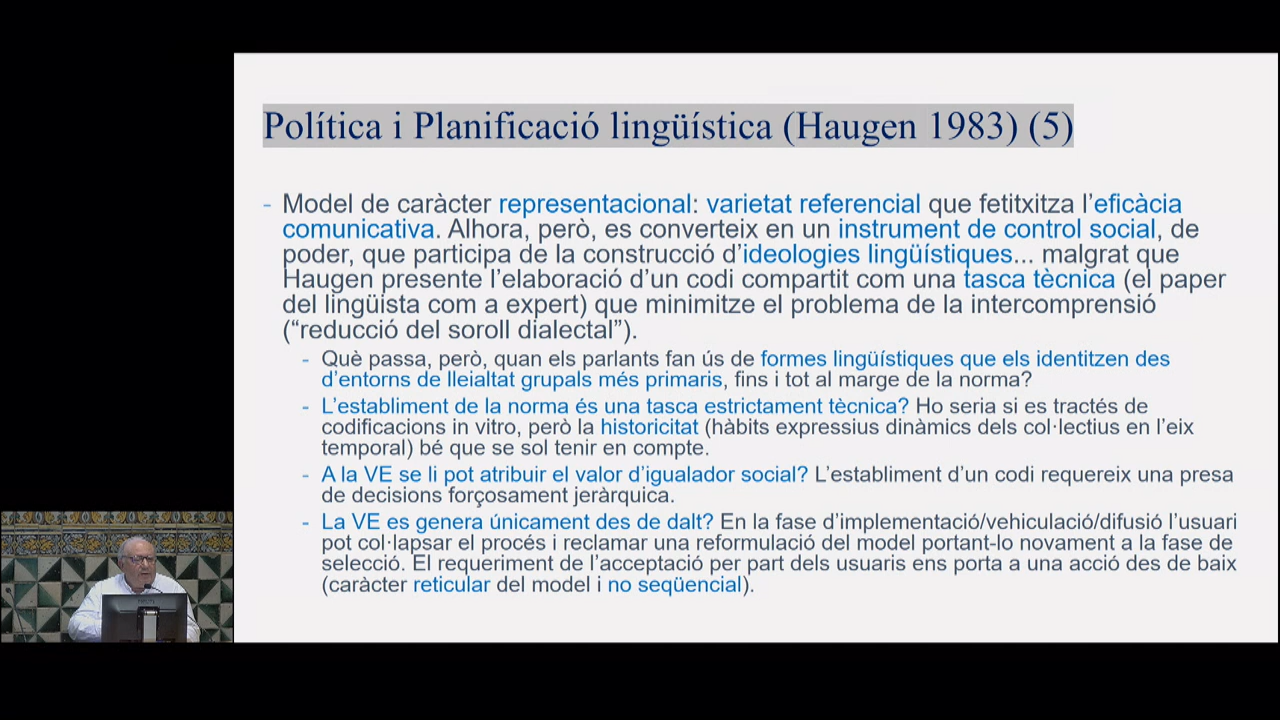 Política i Planificació lingüística (Haugen 1983) (5)
- Model de caràcter representacional: varietat referencial que fetitxitza l’eficàcia
comunicativa. Alhora, però, es converteix en un instrument de control social, de
poder, que participa de la construcció d’ideologies lingüístiques... malgrat que
Haugen presente l’elaboració d’un codi compartit com una tasca tècnica (el paper
del lingüista com a expert) que minimitze el problema de la intercomprensió
(“reducció del soroll dialectal”).
- Què passa, però, quan els parlants fan ús de formes lingüístiques que els identitzen des
d’entorns de lleialtat grupals més primaris, fins i tot al marge de la norma?
- L’establiment de la norma és una tasca estrictament tècnica? Ho seria si es tractés de
codificacions in vitro, però la historicitat (hàbits expressius dinàmics dels col·lectius en l’eix
temporal) bé que se sol tenir en compte.
- A la VE se li pot atribuir el valor d’igualador social? L’establiment d’un codi requereix una presa
de decisions forçosament jeràrquica.
- La VE es genera únicament des de dalt? En la fase d’implementació/vehiculació/difusió l’usuari
pot col·lapsar el procés i reclamar una reformulació del model portant-lo novament a la fase de
selecció. El requeriment de l’acceptació per part dels usuaris ens porta a una acció des de baix
(caràcter reticular del model i no seqüencial).